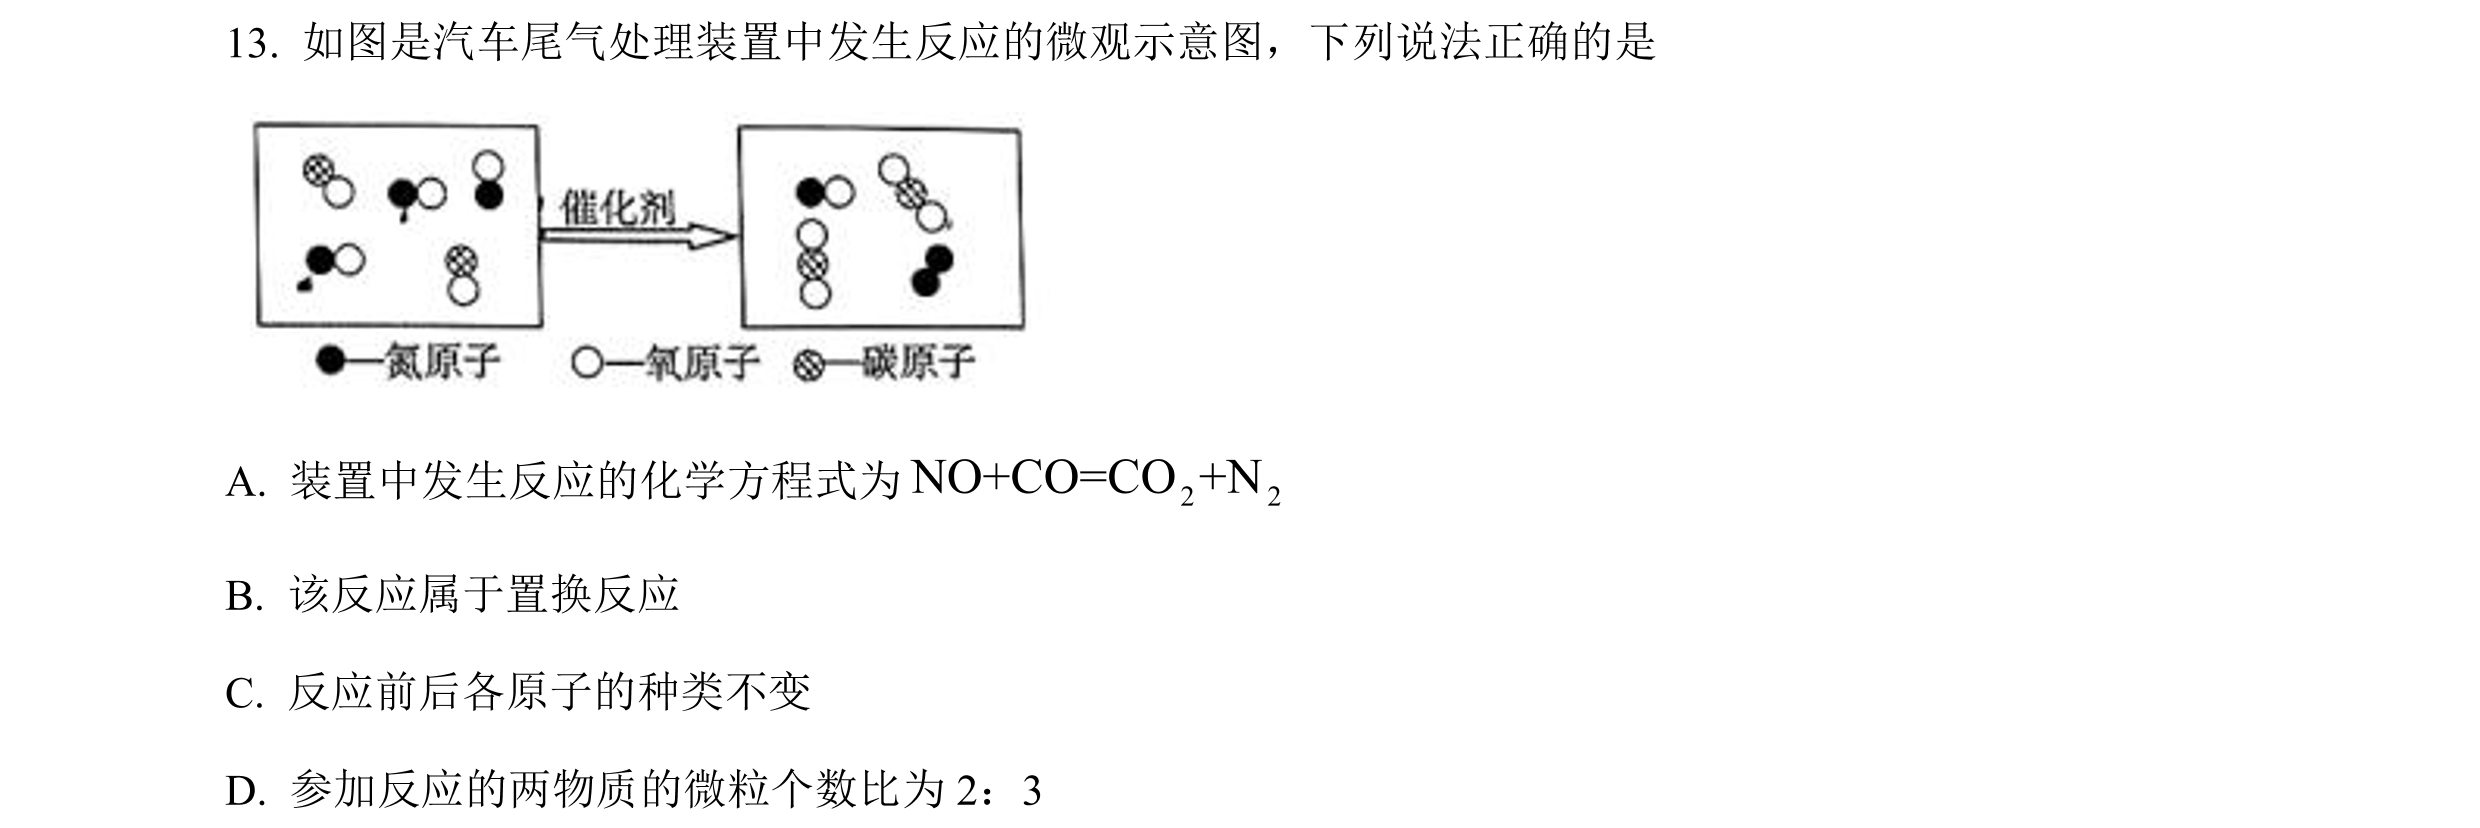 13. 如图是汽车尾气处理装置中发生反应的微观示意图，下列说法正确的是
催化剂
●—氮原子 ○—氧原子 —碳原子
A. 装置中发生反应的化学方程式为NO+CO=CO₂+N₂
B. 该反应属于置换反应
C. 反应前后各原子的种类不变
D. 参加反应的两物质的微粒个数比为 2：3